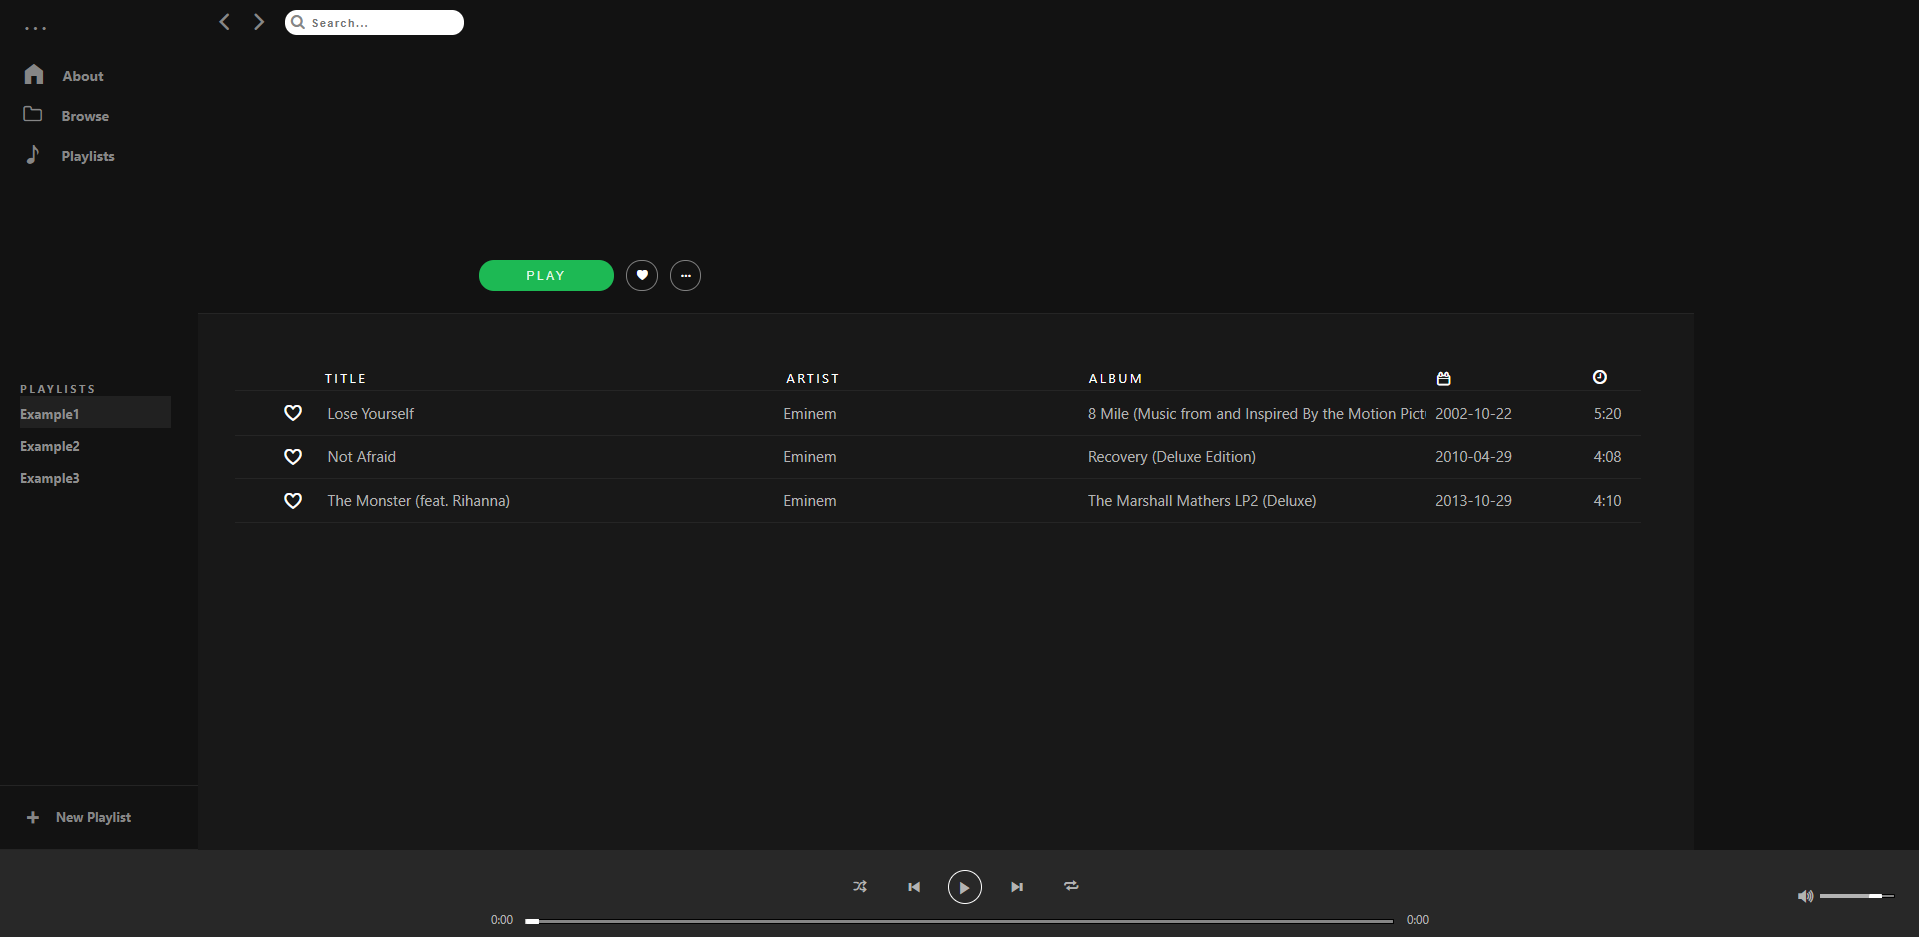 ...
Search...
About
Browse
Playlists
PLAY
PLAYLISTS
Example1
Example2
Example3
TITLE ARTIST ALBUM
Lose Yourself Eminem 8 Mile (Music from and Inspired By the Motion Pict 2002-10-22 5:20
Not Afraid Eminem Recovery (Deluxe Edition) 2010-04-29 4:08
The Monster (feat. Rihanna) Eminem The Marshall Mathers LP2 (Deluxe) 2013-10-29 4:10
New Playlist
0:00 0:00